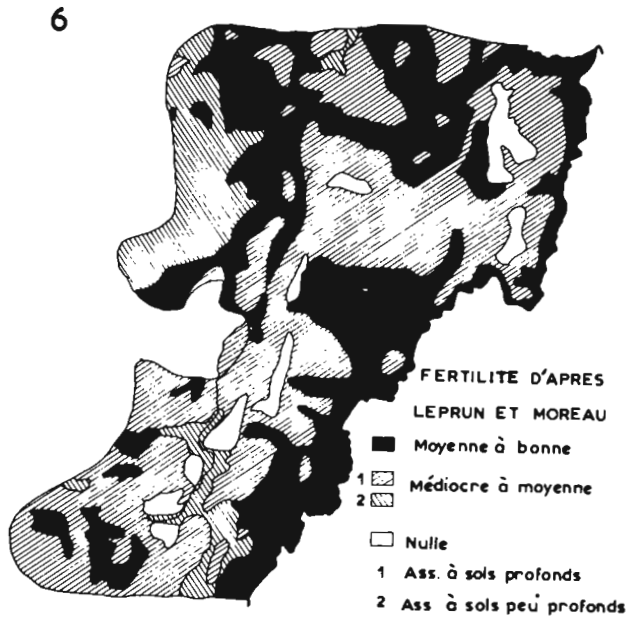 6
FERTILITE D'APRES
LEPRUN ET MOREAU
Moyenne à bonne
1
Médiocre à moyenne
2
Nulle
1 Ass. à sols profonds
2 Ass à sols peu profonds